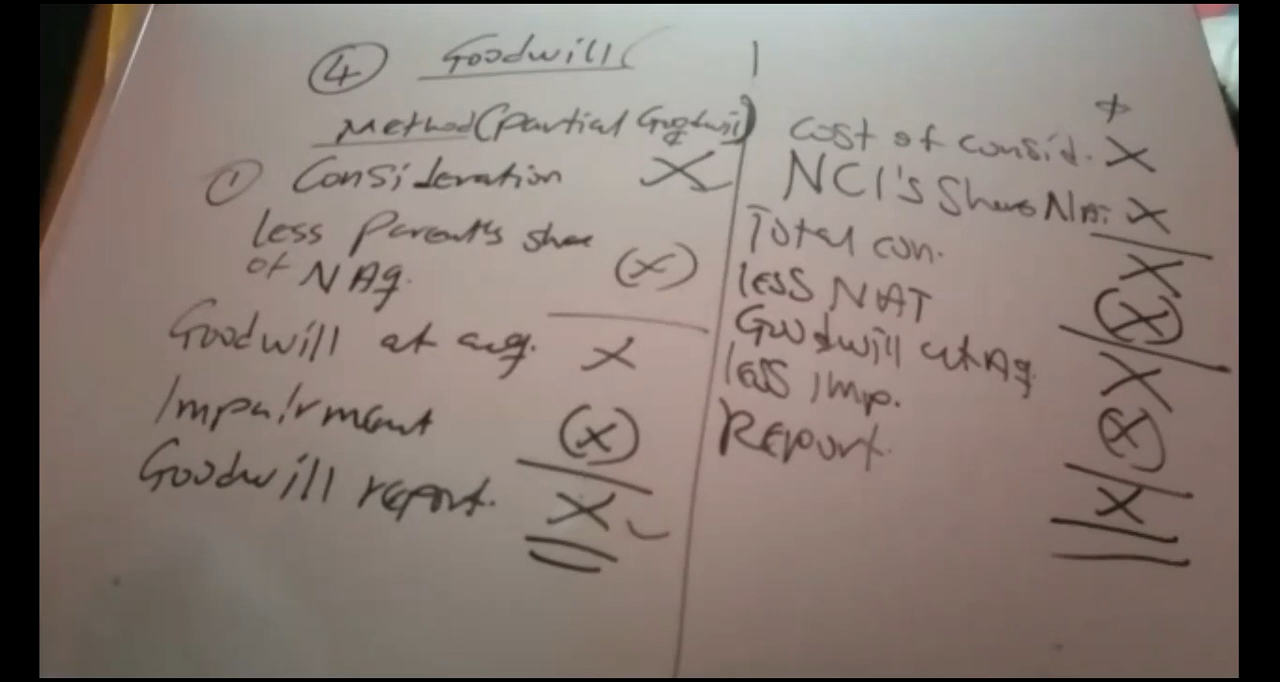 ④ Goodwill
Method (Partial Goodwill)
① Consideration X
less Parent's share
of NAq. (X)
Goodwill at acq. X
Impairment (X)
Goodwill report. X
$
Cost of consid. X
NCI's Share NA. X
Total con. X
less NAT (X)
Goodwill at Aq. X
less imp. (X)
Report. X